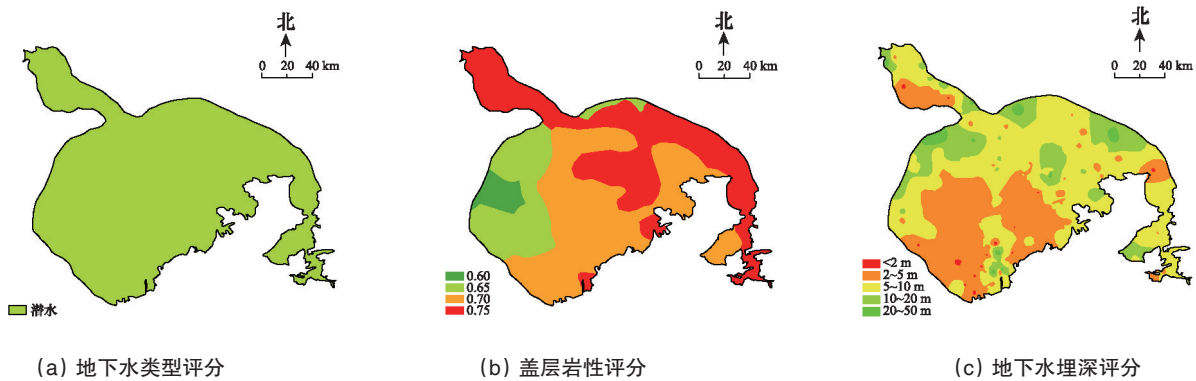 北
0 20 40 km
潜水
(a) 地下水类型评分
北
0 20 40 km
0.60
0.65
0.70
0.75
(b) 盖层岩性评分
北
0 20 40 km
<2 m
2~5 m
5~10 m
10~20 m
20~50 m
(c) 地下水埋深评分